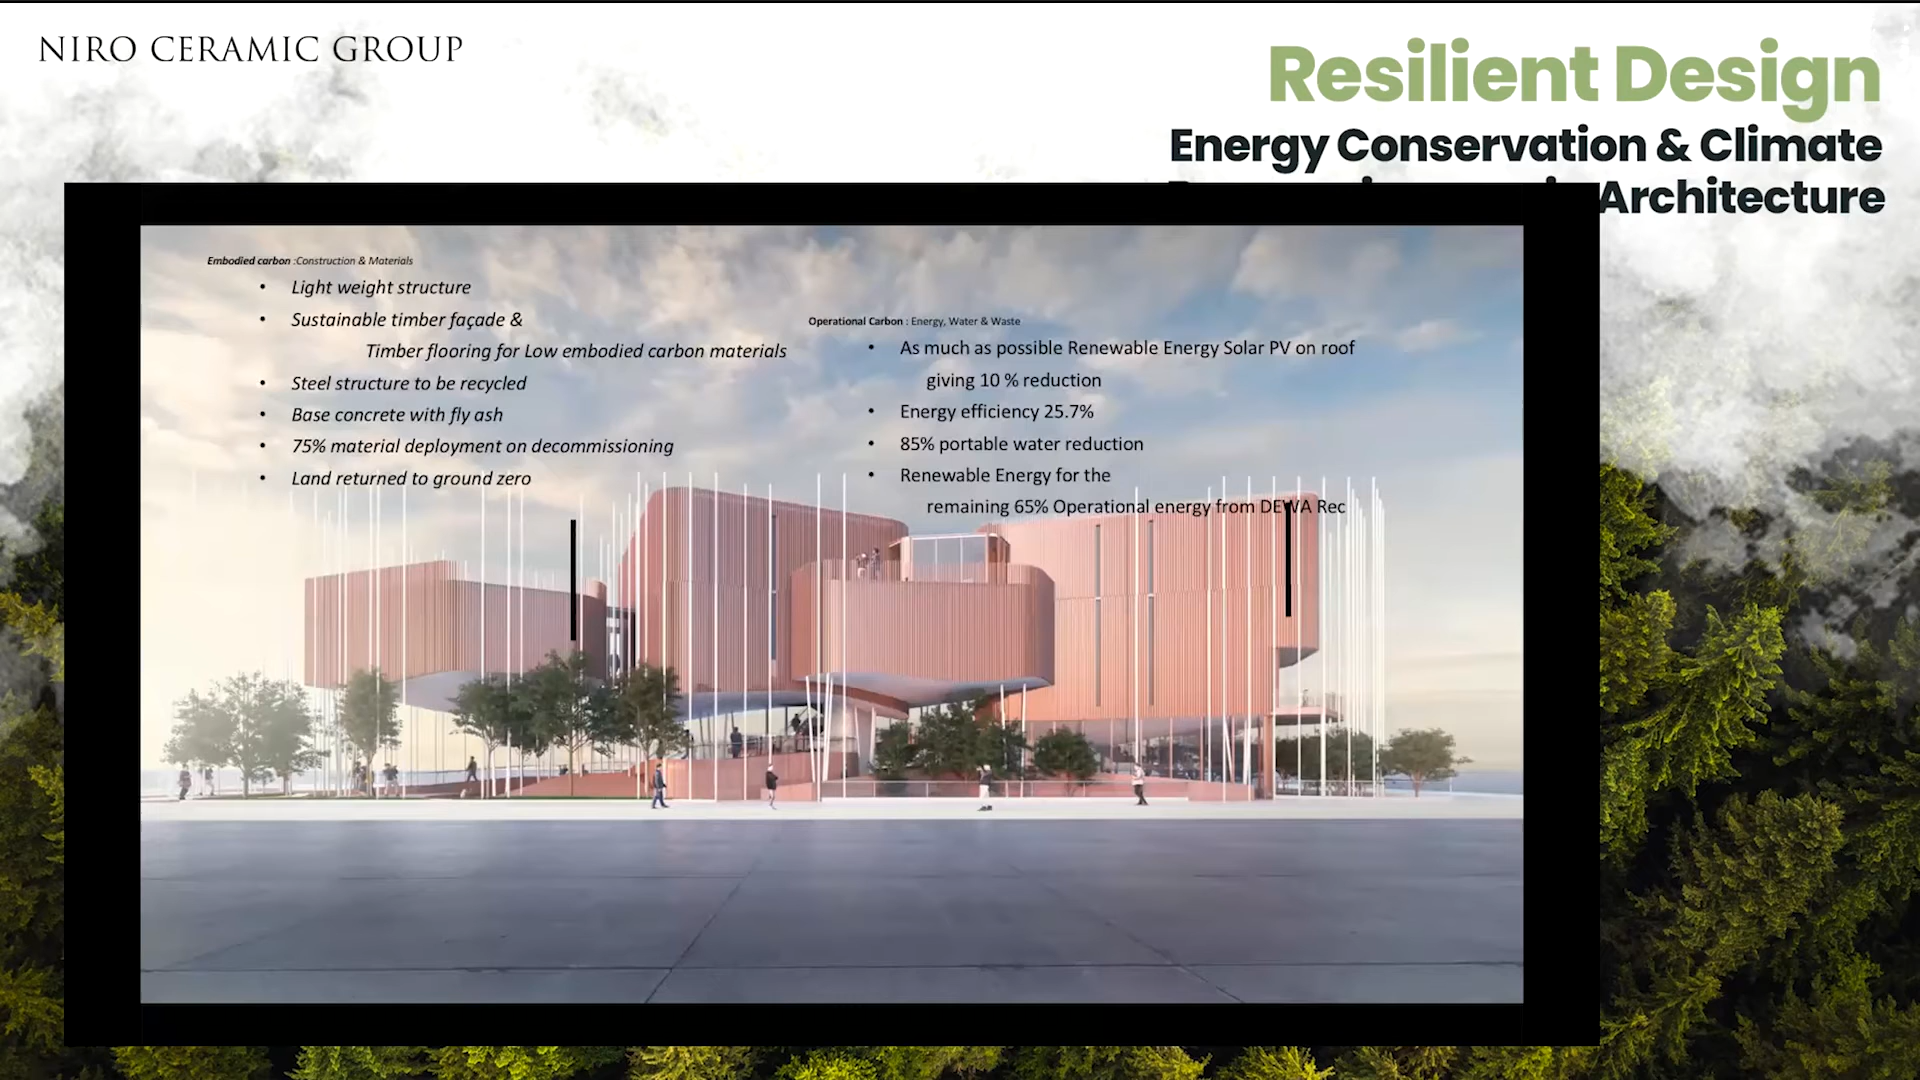 NIRO CERAMIC GROUP
Resilient Design
Energy Conservation & Climate
Architecture
Embodied carbon :Construction & Materials
• Light weight structure
• Sustainable timber façade &
Timber flooring for Low embodied carbon materials
• Steel structure to be recycled
• Base concrete with fly ash
• 75% material deployment on decommissioning
• Land returned to ground zero
Operational Carbon : Energy, Water & Waste
• As much as possible Renewable Energy Solar PV on roof
giving 10 % reduction
• Energy efficiency 25.7%
• 85% portable water reduction
• Renewable Energy for the
remaining 65% Operational energy from DEWA Rec